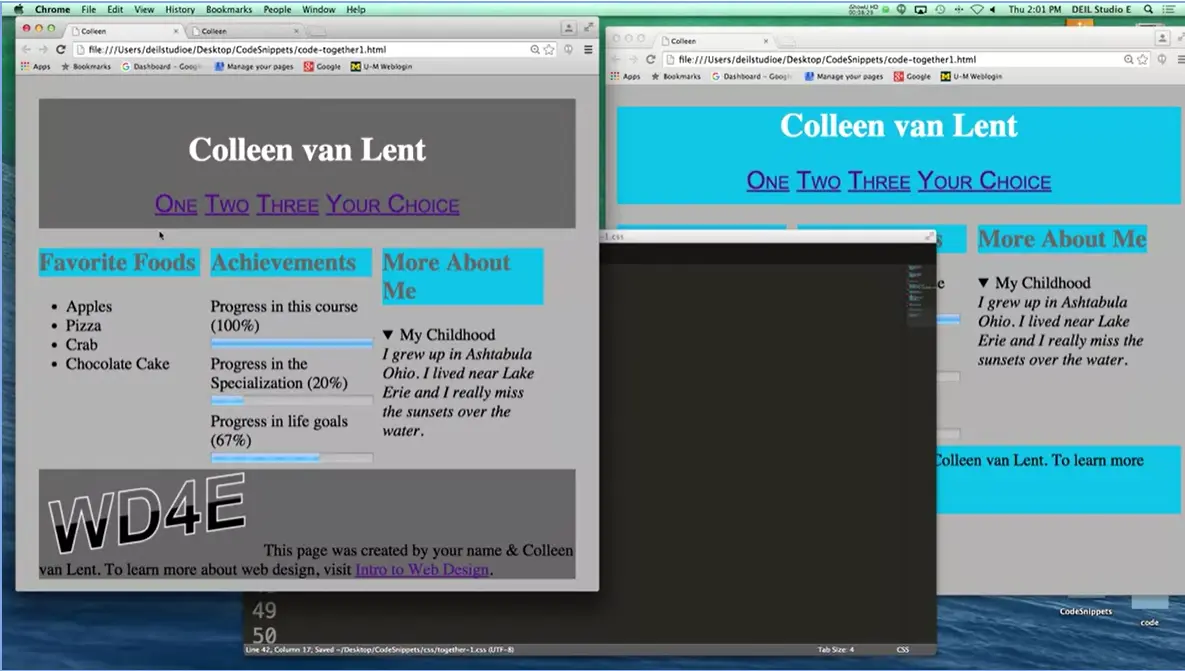 Chrome File Edit View History Bookmarks People Window Help
Thu 2:01 PM DEIL Studio E
Colleen
Colleen
file:///Users/deilstudioe/Desktop/CodeSnippets/code-together1.html
Apps Bookmarks Dashboard – Goog Manage your pages Google U-M Weblogin
Colleen van Lent
One Two Three Your Choice
Favorite Foods
Apples
Pizza
Crab
Chocolate Cake
Achievements
Progress in this course
(100%)
Progress in the
Specialization (20%)
Progress in life goals
(67%)
More About
Me
▼ My Childhood
I grew up in Ashtabula
Ohio. I lived near Lake
Erie and I really miss
the sunsets over the
water.
WD4E
This page was created by your name & Colleen
van Lent. To learn more about web design, visit Intro to Web Design.
Colleen
file:///Users/deilstudioe/Desktop/CodeSnippets/code-together1.html
Apps Bookmarks Dashboard – Goog Manage your pages Google U-M Weblogin
Colleen van Lent
One Two Three Your Choice
s
e
More About Me
▼ My Childhood
I grew up in Ashtabula
Ohio. I lived near Lake
Erie and I really miss the
sunsets over the water.
Colleen van Lent. To learn more
-1.css
49
50
Line 42, Column 17; Saved ~/Desktop/CodeSnippets/css/together-1.css (UTF-8) Tab Size: 4 CSS
CodeSnippets
code